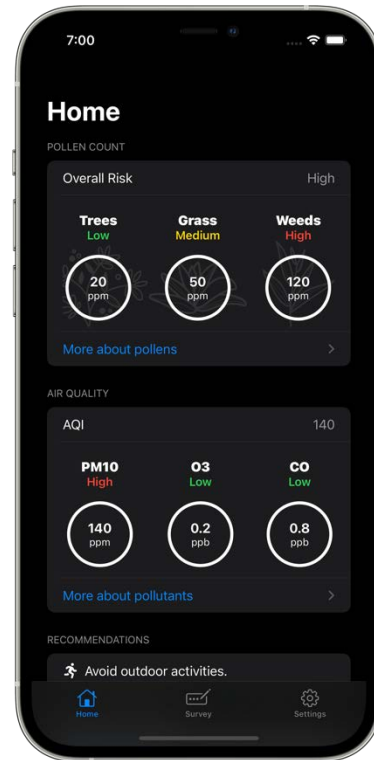 7:00
Home
POLLEN COUNT
Overall Risk High
Trees Grass Weeds
Low Medium High
20 50 120
ppm ppm ppm
More about pollens
AIR QUALITY
AQI 140
PM10 O3 CO
High Low Low
140 0.2 0.8
ppm ppb ppb
More about pollutants
RECOMMENDATIONS
Avoid outdoor activities.
Home Survey Settings